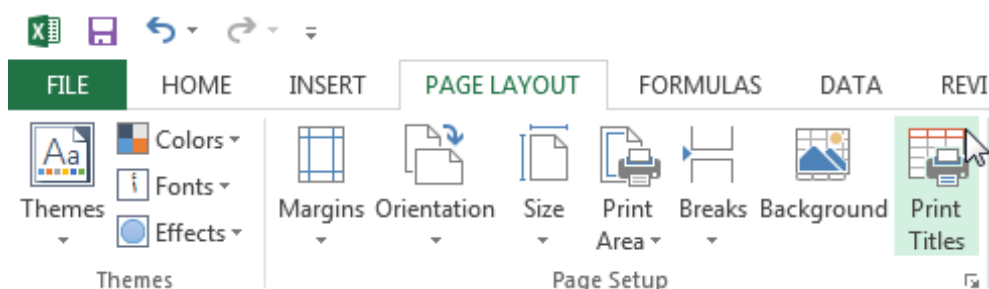 FILE HOME INSERT PAGE LAYOUT FORMULAS DATA REVI
Aa Colors
Fonts
Themes Margins Orientation Size Print Breaks Background Print
Effects Area Titles
Themes Page Setup